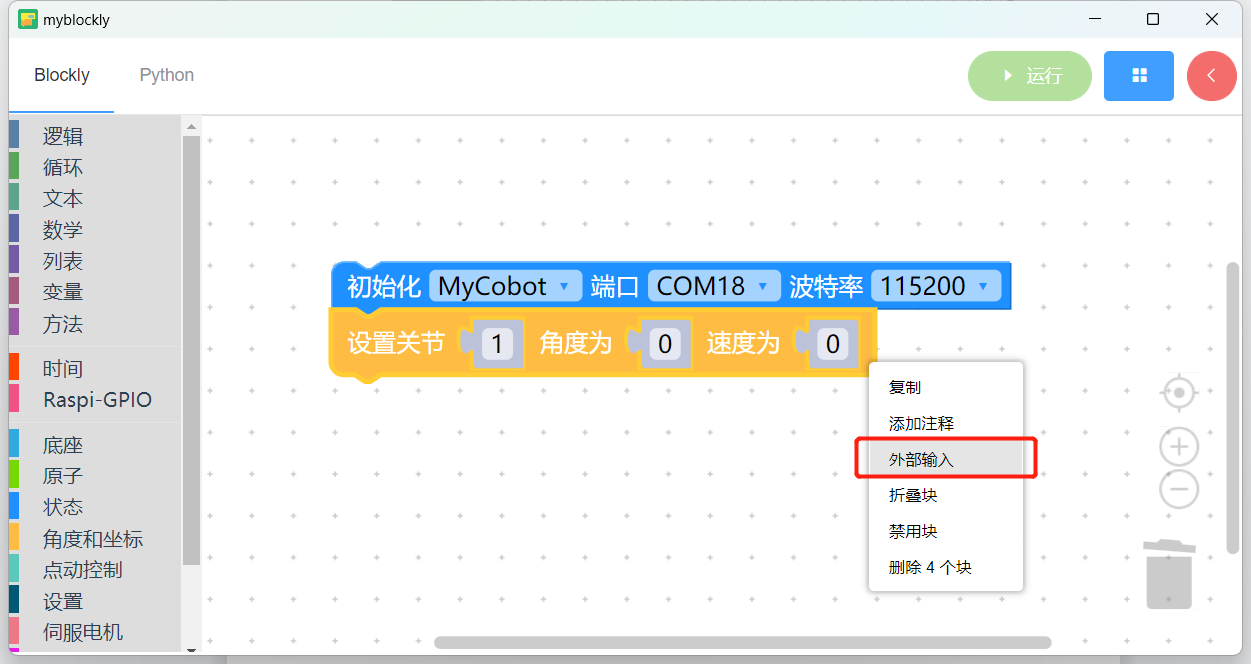 myblockly
Blockly Python 运行
逻辑
循环
文本
数学
列表
变量
方法
时间
Raspi-GPIO
底座
原子
状态
角度和坐标
点动控制
设置
伺服电机
初始化 MyCobot 端口 COM18 波特率 115200
设置关节 1 角度为 0 速度为 0
复制
添加注释
外部输入
折叠块
禁用块
删除 4 个块